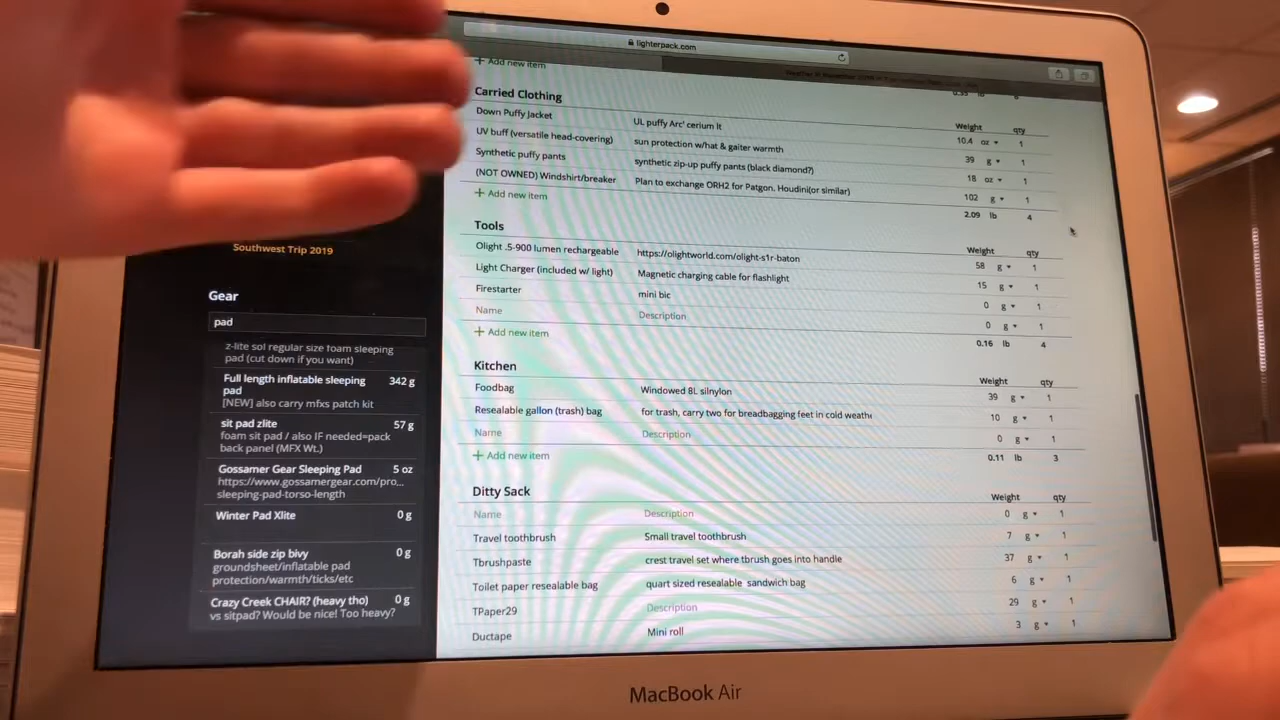 lighterpack.com
+ Add new item
Carried Clothing
Weight qty
Down Puffy Jacket UL puffy Arc' cerium lt 10.4 oz 1
UV buff (versatile head-covering) sun protection w/hat & gaiter warmth 39 g 1
Synthetic puffy pants synthetic zip-up puffy pants (black diamond?) 18 oz 1
(NOT OWNED) Windshirt/breaker Plan to exchange ORH2 for Patgon. Houdini(or similar) 102 g 1
+ Add new item 2.09 lb 4
Southwest Trip 2019
Gear
pad
z-lite sol regular size foam sleeping
pad (cut down if you want)
Full length inflatable sleeping 342 g
pad
[NEW] also carry mfxs patch kit
sit pad zlite 57 g
foam sit pad / also IF needed=pack
back panel (MFX Wt.)
Gossamer Gear Sleeping Pad 5 oz
https://www.gossamergear.com/pro...
sleeping-pad-torso-length
Winter Pad Xlite 0 g
Borah side zip bivy 0 g
groundsheet/inflatable pad
protection/warmth/ticks/etc
Crazy Creek CHAIR? (heavy tho) 0 g
vs sitpad? Would be nice! Too heavy?
Tools Weight qty
Olight .5-900 lumen rechargeable https://olightworld.com/olight-s1r-baton 58 g 1
Light Charger (included w/ light) Magnetic charging cable for flashlight 15 g 1
Firestarter mini bic 0 g 1
Name Description 0 g 1
+ Add new item 0.16 lb 4
Kitchen Weight qty
Foodbag Windowed 8L silnylon 39 g 1
Resealable gallon (trash) bag for trash, carry two for breadbagging feet in cold weathe 10 g 1
Name Description 0 g 1
+ Add new item 0.11 lb 3
Ditty Sack Weight qty
Name Description 0 g 1
Travel toothbrush Small travel toothbrush 7 g 1
Tbrushpaste crest travel set where tbrush goes into handle 37 g 1
Toilet paper resealable bag quart sized resealable sandwich bag 6 g 1
TPaper29 Description 29 g 1
Ductape Mini roll 3 g 1
MacBook Air